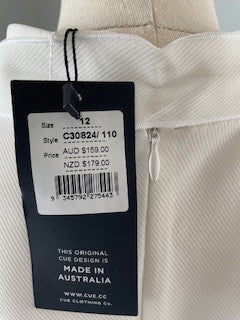 Size 12
Style C30824/ 110
Price AUD $159.00
NZD $179.00
9 345792 275443
THIS ORIGINAL
CUE DESIGN IS
MADE IN
AUSTRALIA
WWW.CUE.CC
CUE CLOTHING CO.